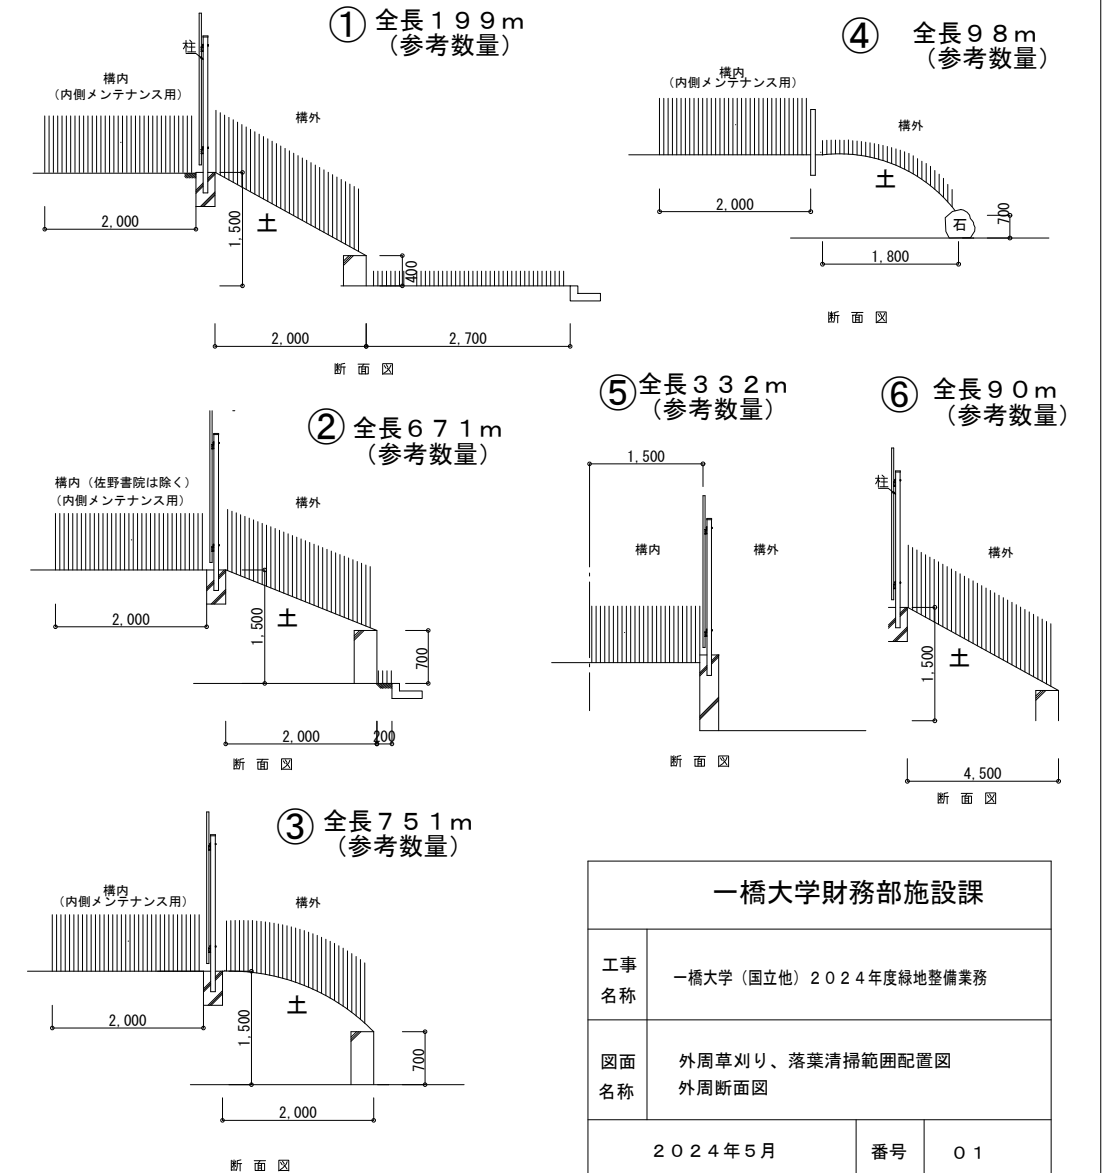 ① 全長１９９ｍ
（参考数量）
柱
構内
（内側メンテナンス用）
構外
土
2,000
1,500
400
2,000
2,700
断面図
④ 全長９８ｍ
（参考数量）
構内
（内側メンテナンス用）
構外
土
石
2,000
700
1,800
断面図
② 全長６７１ｍ
（参考数量）
構内（佐野書院は除く）
（内側メンテナンス用）
構外
土
2,000
1,500
700
2,000
200
断面図
⑤ 全長３３２ｍ
（参考数量）
1,500
構内
構外
断面図
⑥ 全長９０ｍ
（参考数量）
柱
構外
土
1,500
4,500
断面図
③ 全長７５１ｍ
（参考数量）
構内
（内側メンテナンス用）
構外
土
2,000
1,500
700
2,000
断面図
一橋大学財務部施設課
工事
名称
一橋大学（国立他）２０２４年度緑地整備業務
図面
名称
外周草刈り、落葉清掃範囲配置図
外周断面図
２０２４年５月
番号
０１